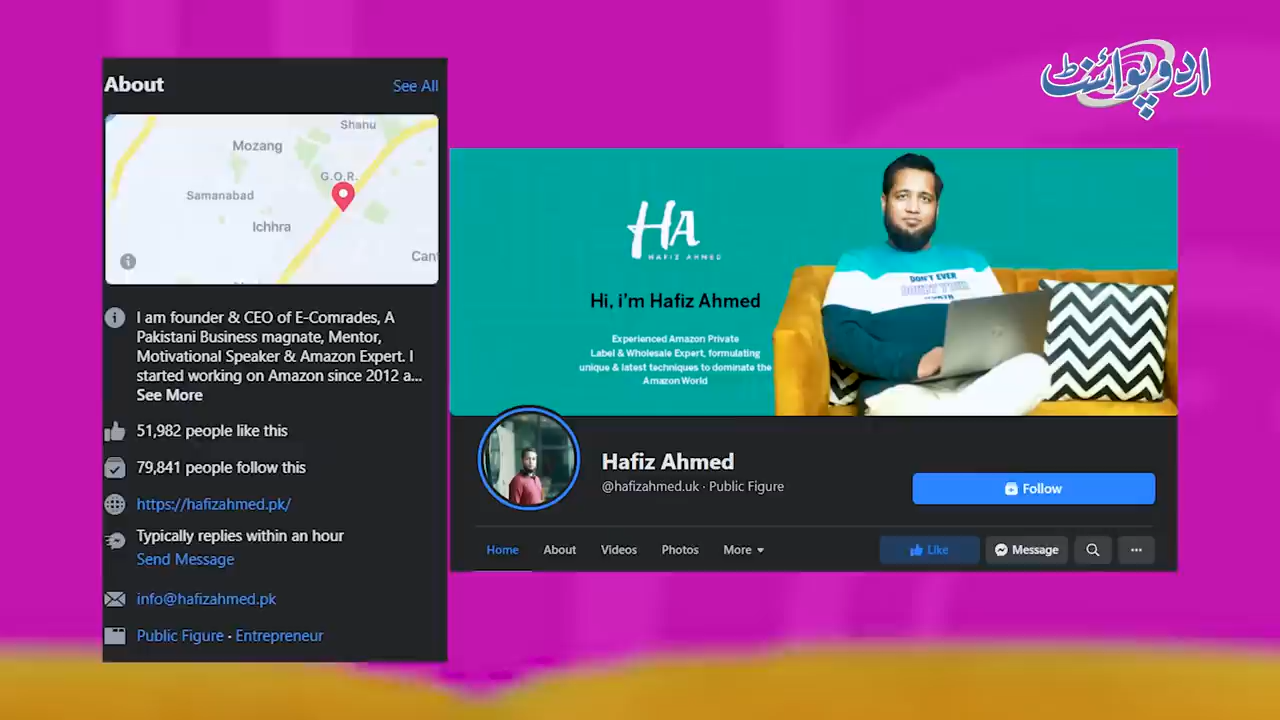 اردو پوائنٹ
About
See All
Shanu
Mozang
G.O.R.
Samanabad
Ichhra
I am founder & CEO of E-Comrades, A
Pakistani Business magnate, Mentor,
Motivational Speaker & Amazon Expert. I
started working on Amazon since 2012 a...
See More
51,982 people like this
79,841 people follow this
https://hafizahmed.pk/
Typically replies within an hour
Send Message
info@hafizahmed.pk
Public Figure · Entrepreneur
HA
HAFIZ AHMED
Hi, i'm Hafiz Ahmed
Experienced Amazon Private
Label & Wholesale Expert, formulating
unique & latest techniques to dominate the
Amazon World
DON'T EVER
DOUBT YOUR
WORTH
Hafiz Ahmed
@hafizahmed.uk · Public Figure
Follow
Home
About
Videos
Photos
More
Like
Message